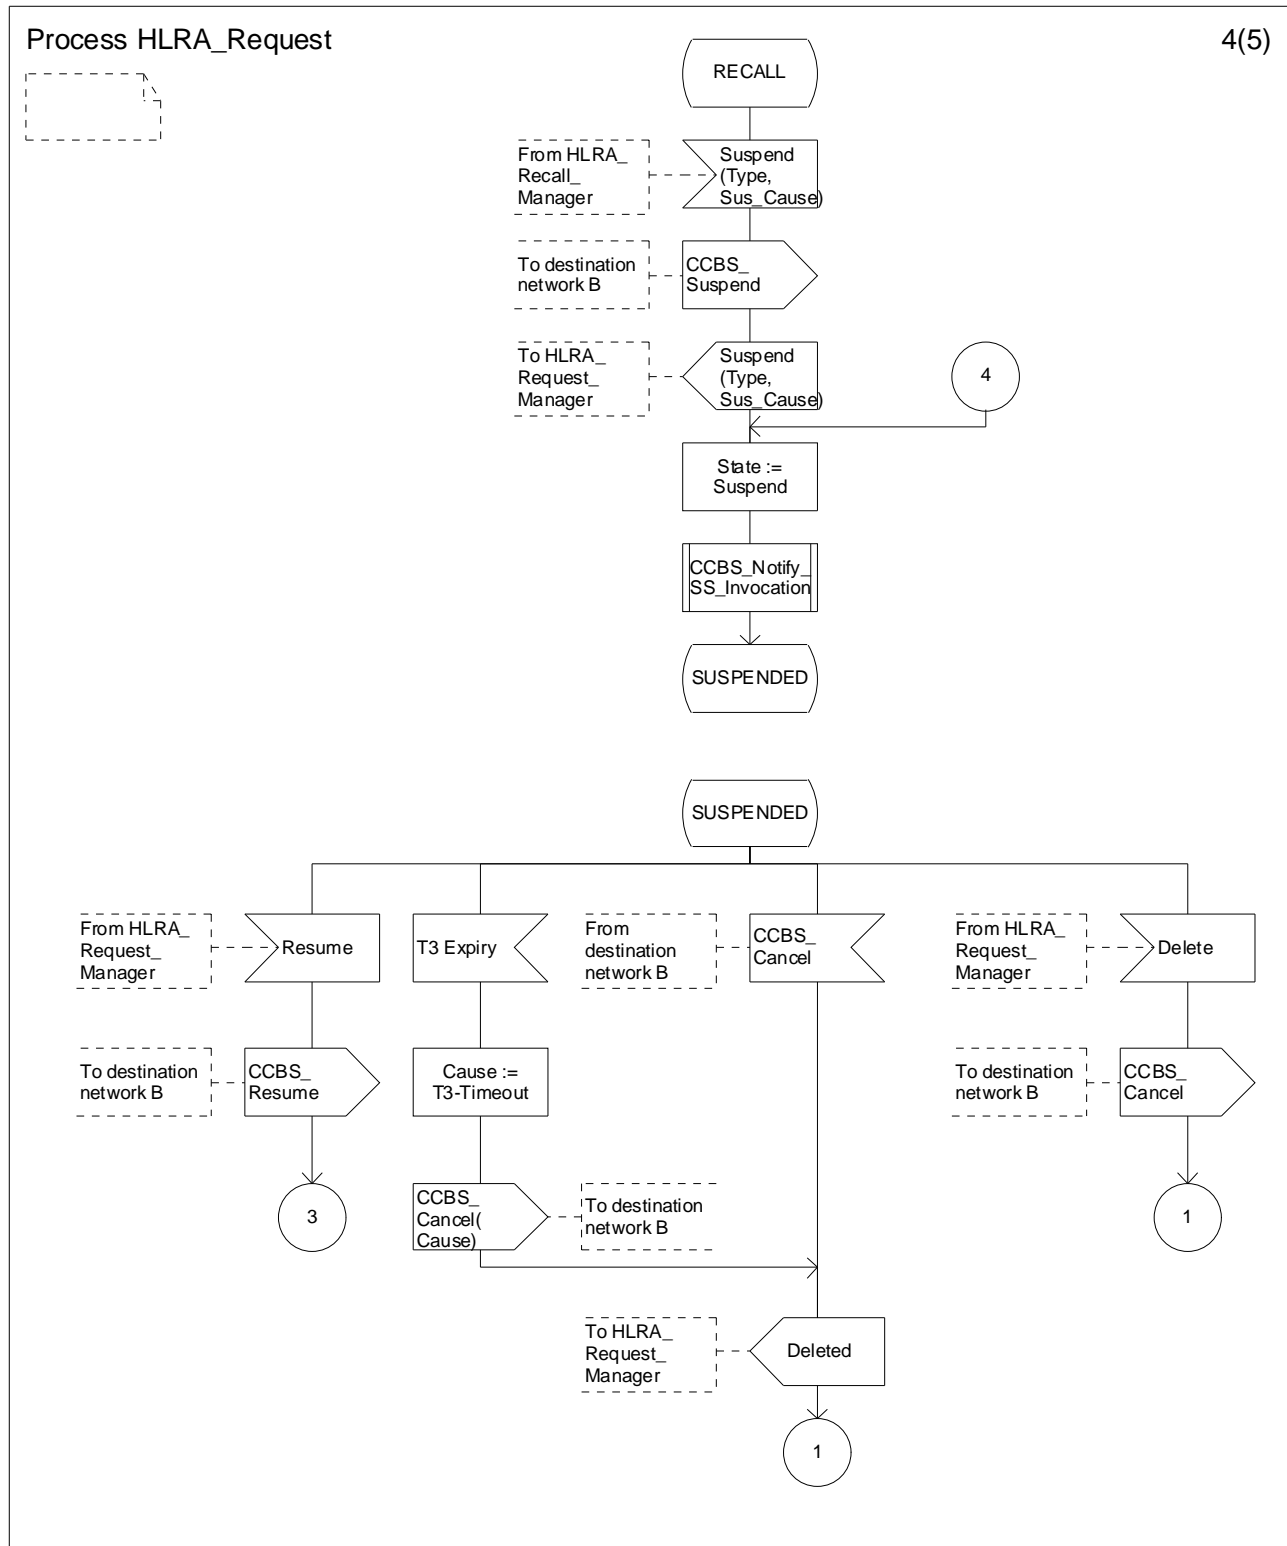 Process HLRA_Request
4(5)
RECALL
From HLRA_
Recall_
Manager
Suspend
(Type,
Sus_Cause)
To destination
network B
CCBS_
Suspend
To HLRA_
Request_
Manager
Suspend
(Type,
Sus_Cause)
4
State :=
Suspend
CCBS_Notify_
SS_Invocation
SUSPENDED
SUSPENDED
From HLRA_
Request_
Manager
Resume
T3 Expiry
From
destination
network B
CCBS_
Cancel
From HLRA_
Request_
Manager
Delete
To destination
network B
CCBS_
Resume
Cause :=
T3-Timeout
To destination
network B
CCBS_
Cancel
3
CCBS_
Cancel(
Cause)
To destination
network B
1
To HLRA_
Request_
Manager
Deleted
1